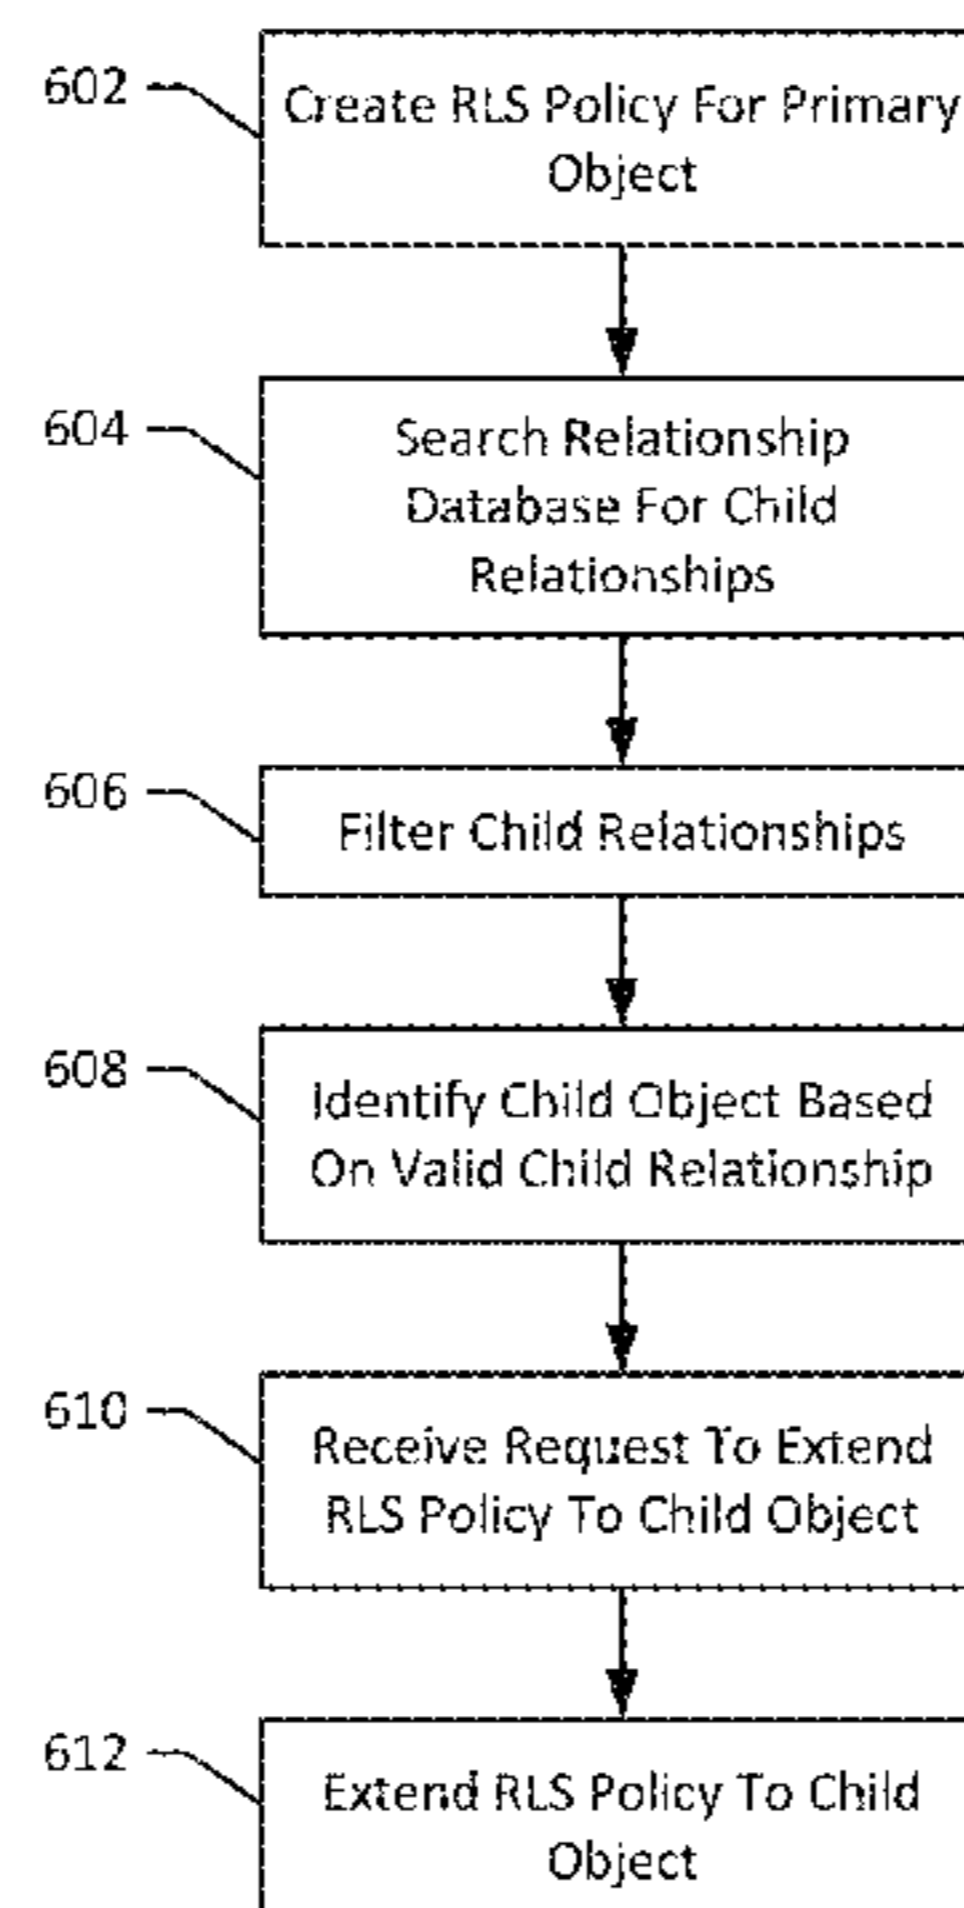 602
Create RLS Policy For Primary
Object
604
Search Relationship
Database For Child
Relationships
606
Filter Child Relationships
608
Identify Child Object Based
On Valid Child Relationship
610
Receive Request To Extend
RLS Policy To Child Object
612
Extend RLS Policy To Child
Object